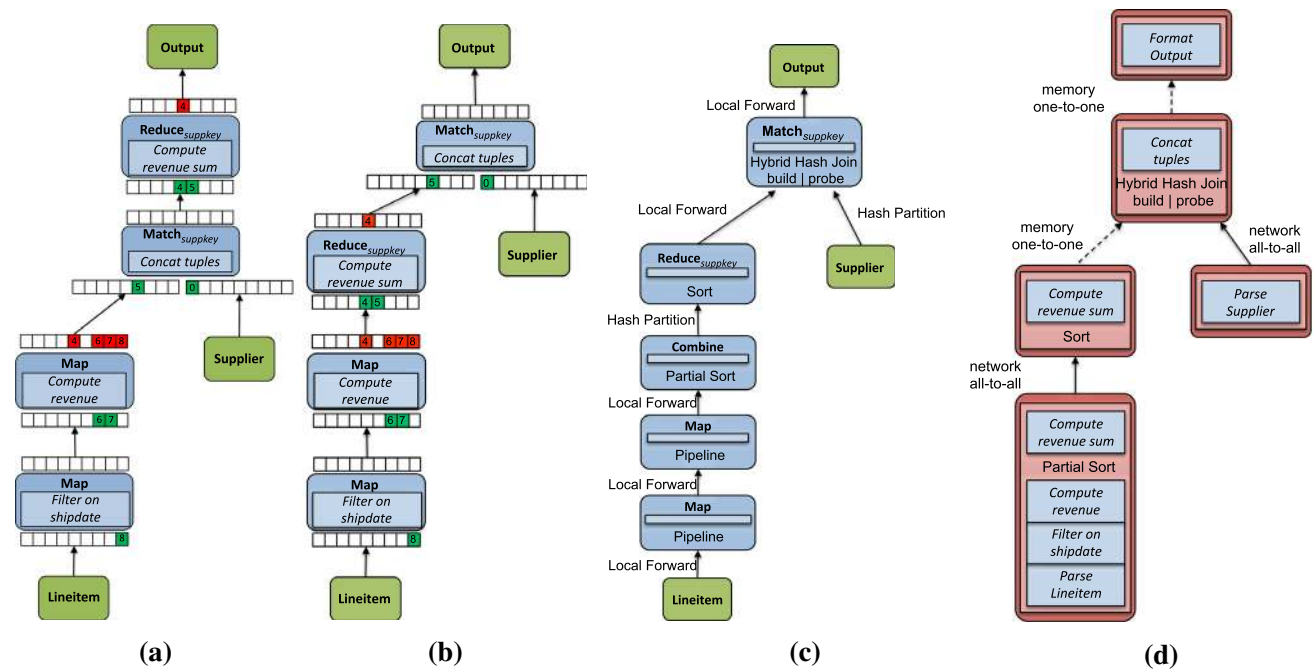 Output
4
Reduce suppkey
Compute
revenue sum
4 5
Match suppkey
Concat tuples
5
0
4 6 7 8
Map
Compute
revenue
6 7
Map
Filter on
shipdate
8
Lineitem
Supplier
(a)
Output
Match suppkey
Concat tuples
5
0
4
Reduce suppkey
Compute
revenue sum
4 5
4 6 7 8
Map
Compute
revenue
6 7
Map
Filter on
shipdate
8
Lineitem
Supplier
(b)
Output
Local Forward
Match suppkey
Hybrid Hash Join
build | probe
Local Forward
Hash Partition
Reduce suppkey
Sort
Supplier
Hash Partition
Combine
Partial Sort
Local Forward
Map
Pipeline
Local Forward
Map
Pipeline
Local Forward
Lineitem
(c)
Format
Output
memory
one-to-one
Concat
tuples
Hybrid Hash Join
build | probe
memory
one-to-one
network
all-to-all
Compute
revenue sum
Sort
Parse
Supplier
network
all-to-all
Compute
revenue sum
Partial Sort
Compute
revenue
Filter on
shipdate
Parse
Lineitem
(d)